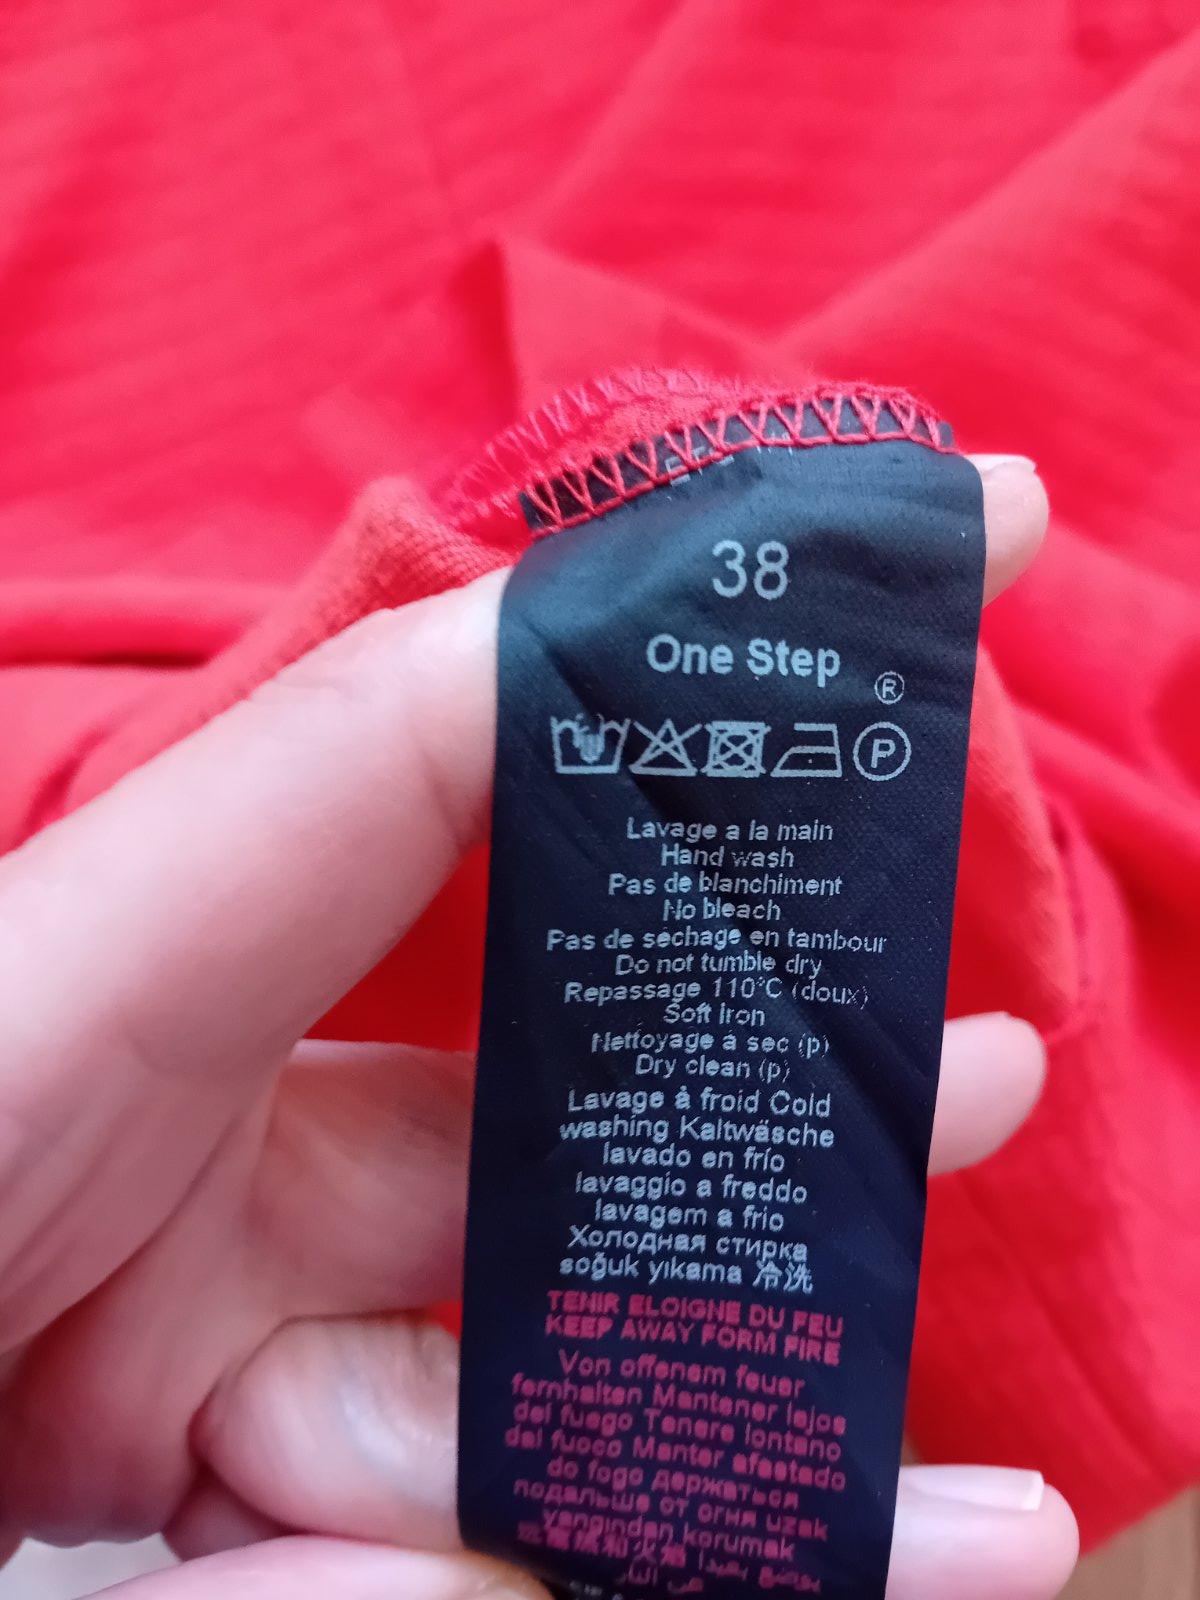 38
One Step
®
P
Lavage a la main
Hand wash
Pas de blanchiment
No bleach
Pas de sechage en tambour
Do not tumble dry
Repassage 110°C (doux)
Soft iron
Nettoyage a sec (p)
Dry clean (p)
Lavage à froid Cold
washing Kaltwäsche
lavado en frío
lavaggio a freddo
lavagem a frio
Холодная стирка
soğuk yıkama 冷洗
TENIR ELOIGNE DU FEU
KEEP AWAY FORM FIRE
Von offenem feuer
fernhalten Mantener lejos
del fuego Tenere lontano
dal fuoco Manter afastado
do fogo держаться
подальше от огня uzak
yangından korumak